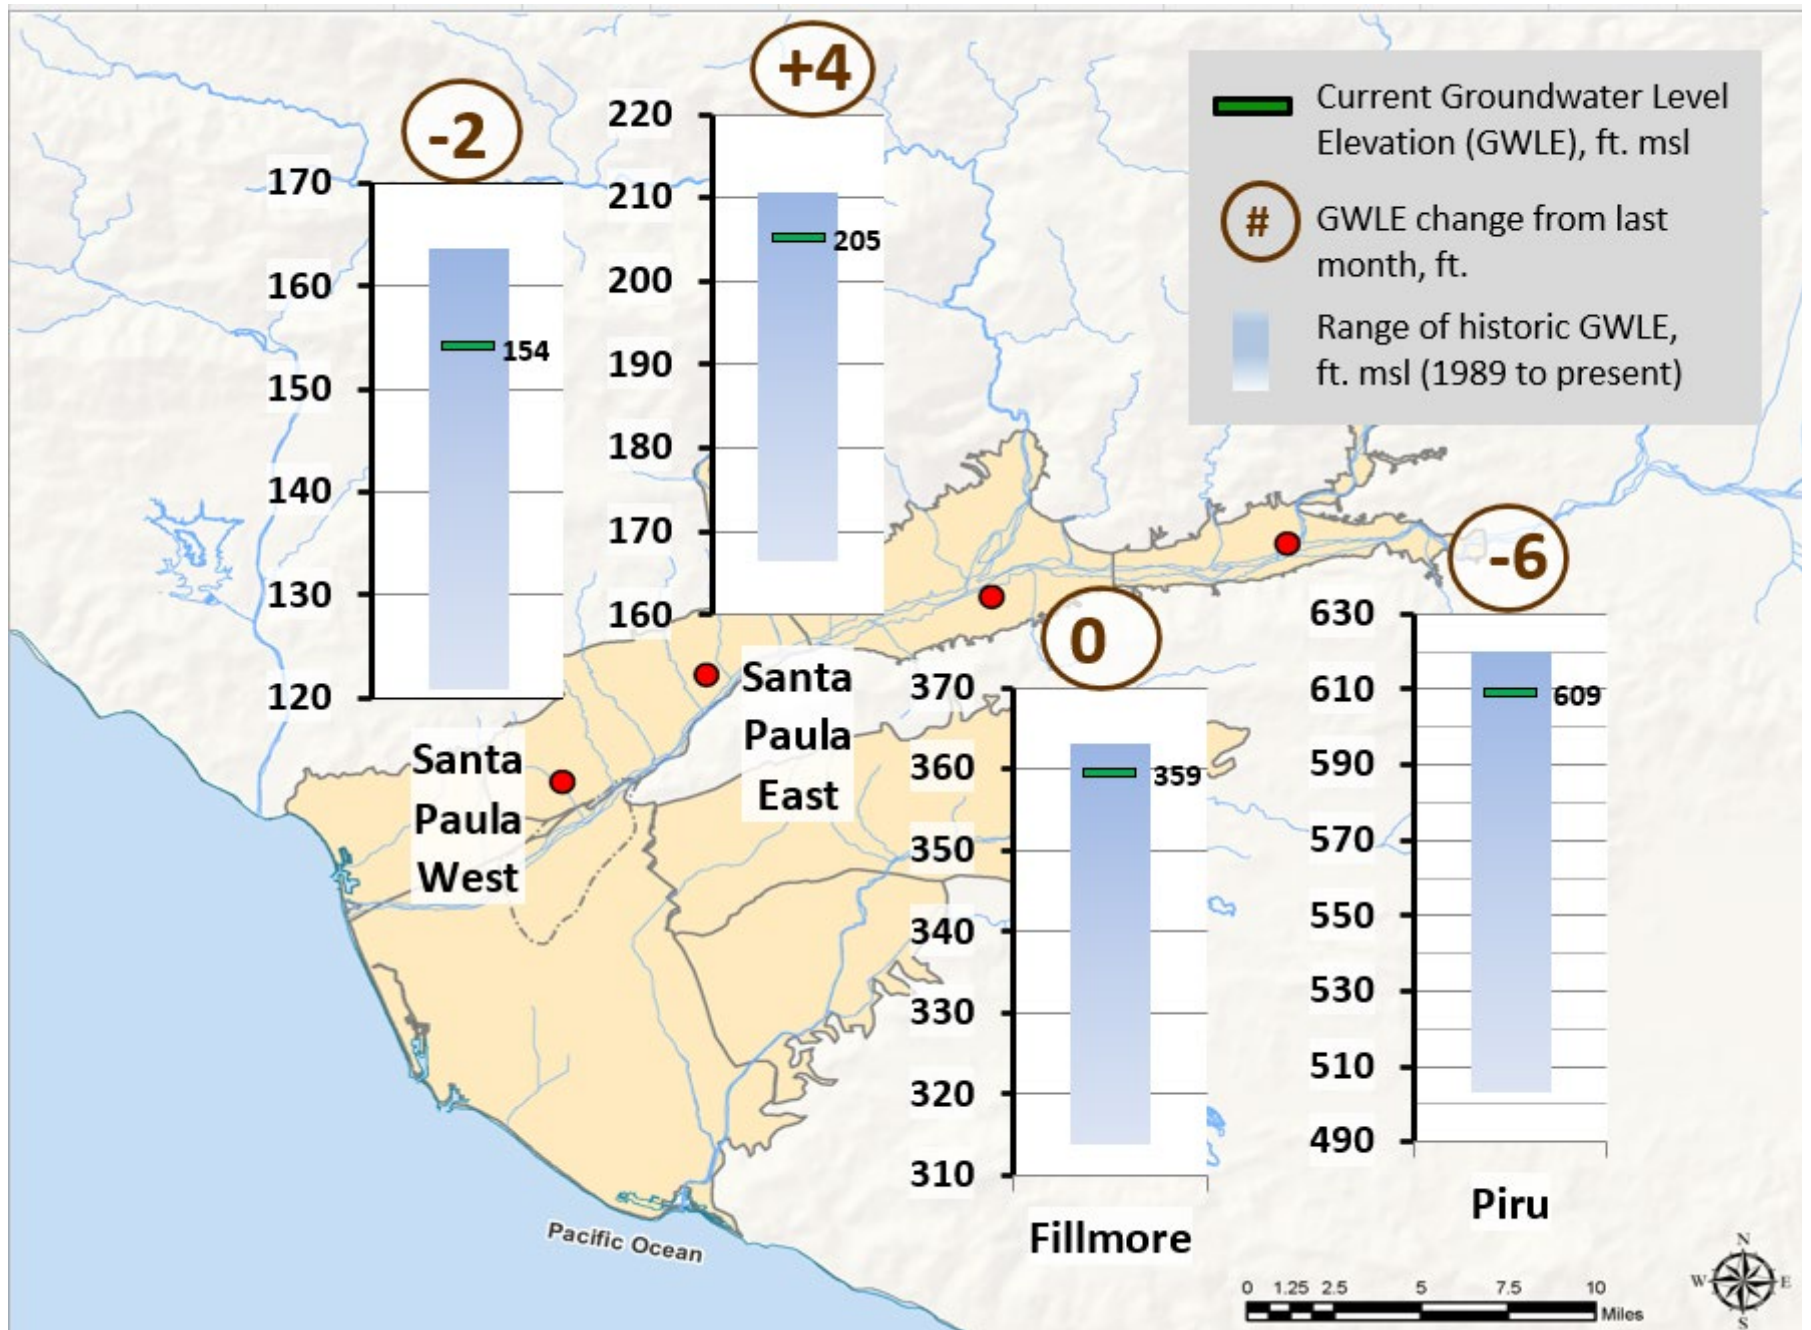 -2
170
160
150
140
130
120
154
Santa
Paula
West
+4
220
210
200
190
180
170
160
205
Santa
Paula
East
Current Groundwater Level
Elevation (GWLE), ft. msl
#
GWLE change from last
month, ft.
Range of historic GWLE,
ft. msl (1989 to present)
0
370
360
350
340
330
320
310
359
Fillmore
-6
630
610
590
570
550
530
510
490
609
Piru
Pacific Ocean
0 1.25 2.5 5 7.5 10
Miles
N
W E
S